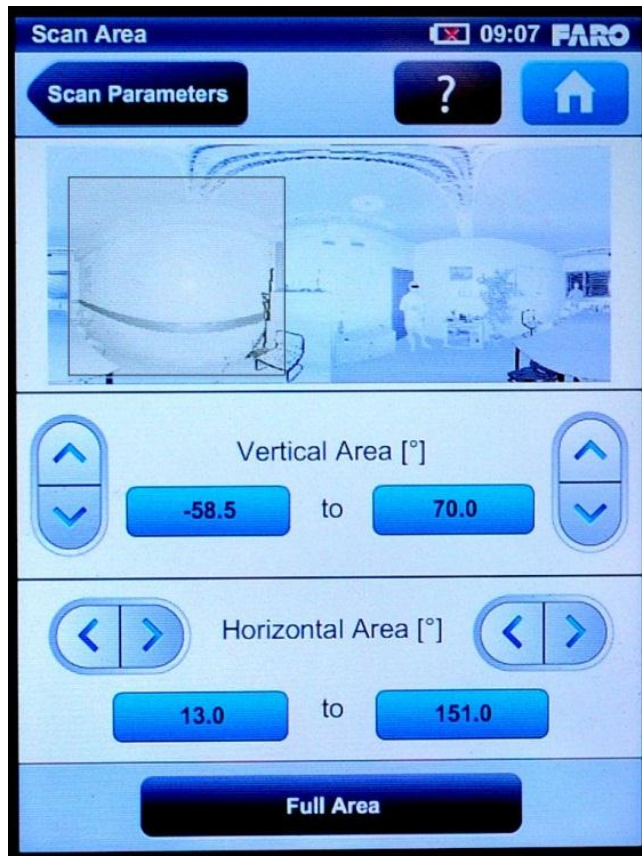 Scan Area 09:07 FARO
Scan Parameters ?
Vertical Area [°]
-58.5 to 70.0
Horizontal Area [°]
13.0 to 151.0
Full Area